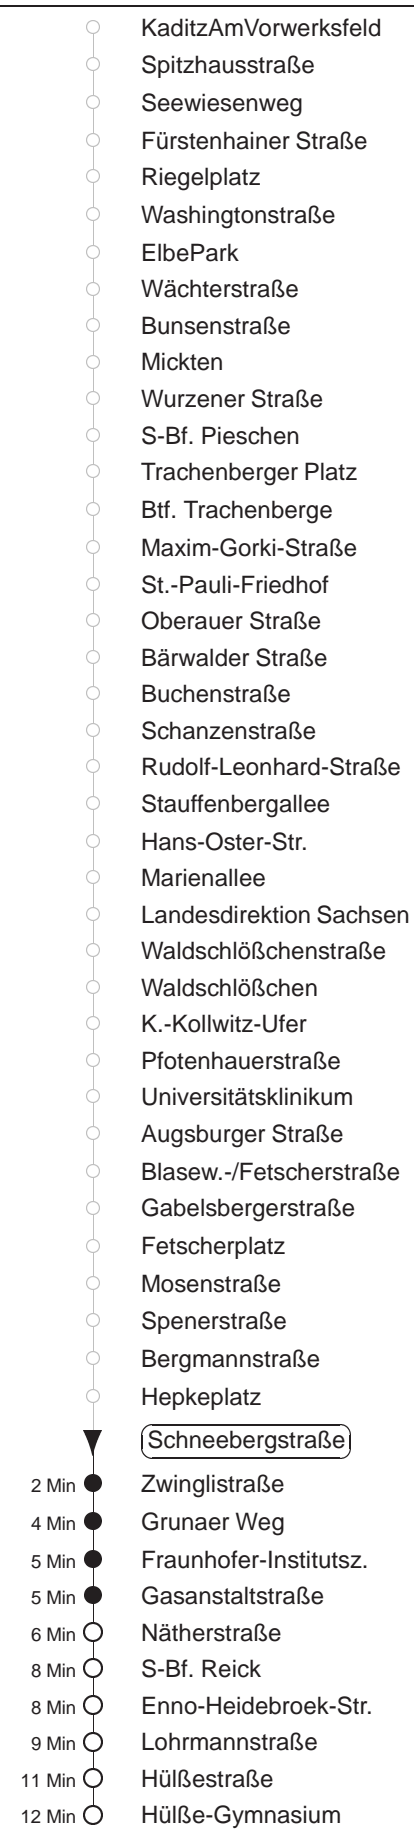 KaditzAmVorwerksfeld
Spitzhausstraße
Seewiesenweg
Fürstenhainer Straße
Riegelplatz
Washingtonstraße
ElbePark
Wächterstraße
Bunsenstraße
Mickten
Wurzener Straße
S-Bf. Pieschen
Trachenberger Platz
Btf. Trachenberge
Maxim-Gorki-Straße
St.-Pauli-Friedhof
Oberauer Straße
Bärwalder Straße
Buchenstraße
Schanzenstraße
Rudolf-Leonhard-Straße
Stauffenbergallee
Hans-Oster-Str.
Marienallee
Landesdirektion Sachsen
Waldschlößchenstraße
Waldschlößchen
K.-Kollwitz-Ufer
Pfotenhauerstraße
Universitätsklinikum
Augsburger Straße
Blasew.-/Fetscherstraße
Gabelsbergerstraße
Fetscherplatz
Mosenstraße
Spenerstraße
Bergmannstraße
Hepkeplatz
Schneebergstraße
2 Min Zwinglistraße
4 Min Grunaer Weg
5 Min Fraunhofer-Institutsz.
5 Min Gasanstaltstraße
6 Min Nätherstraße
8 Min S-Bf. Reick
8 Min Enno-Heidebroek-Str.
9 Min Lohrmannstraße
11 Min Hülßestraße
12 Min Hülße-Gymnasium